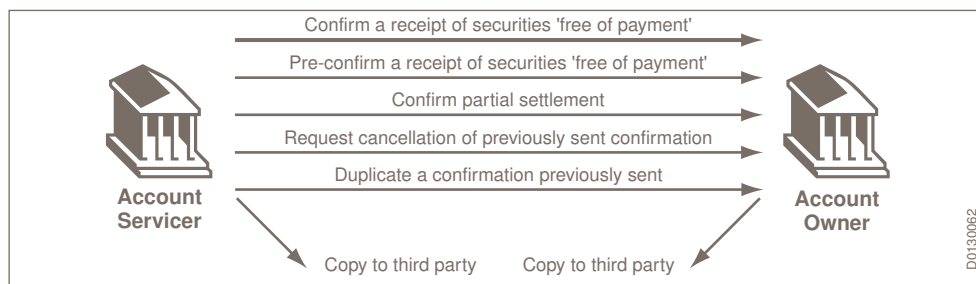 Confirm a receipt of securities 'free of payment'
Pre-confirm a receipt of securities 'free of payment'
Confirm partial settlement
Request cancellation of previously sent confirmation
Duplicate a confirmation previously sent
Account
Servicer
Account
Owner
Copy to third party
Copy to third party
D0130062